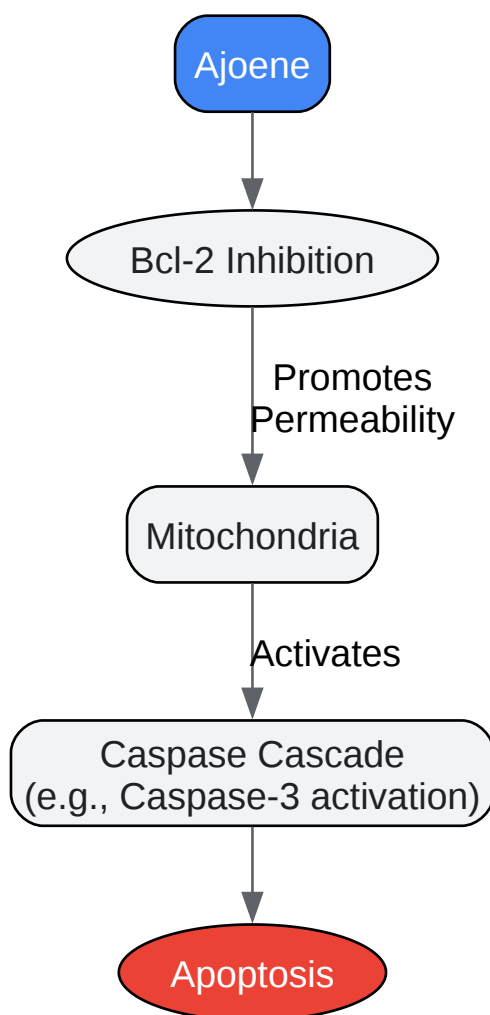 Ajoene
Bcl-2 Inhibition
Promotes
Permeability
Mitochondria
Activates
Caspase Cascade
(e.g., Caspase-3 activation)
Apoptosis